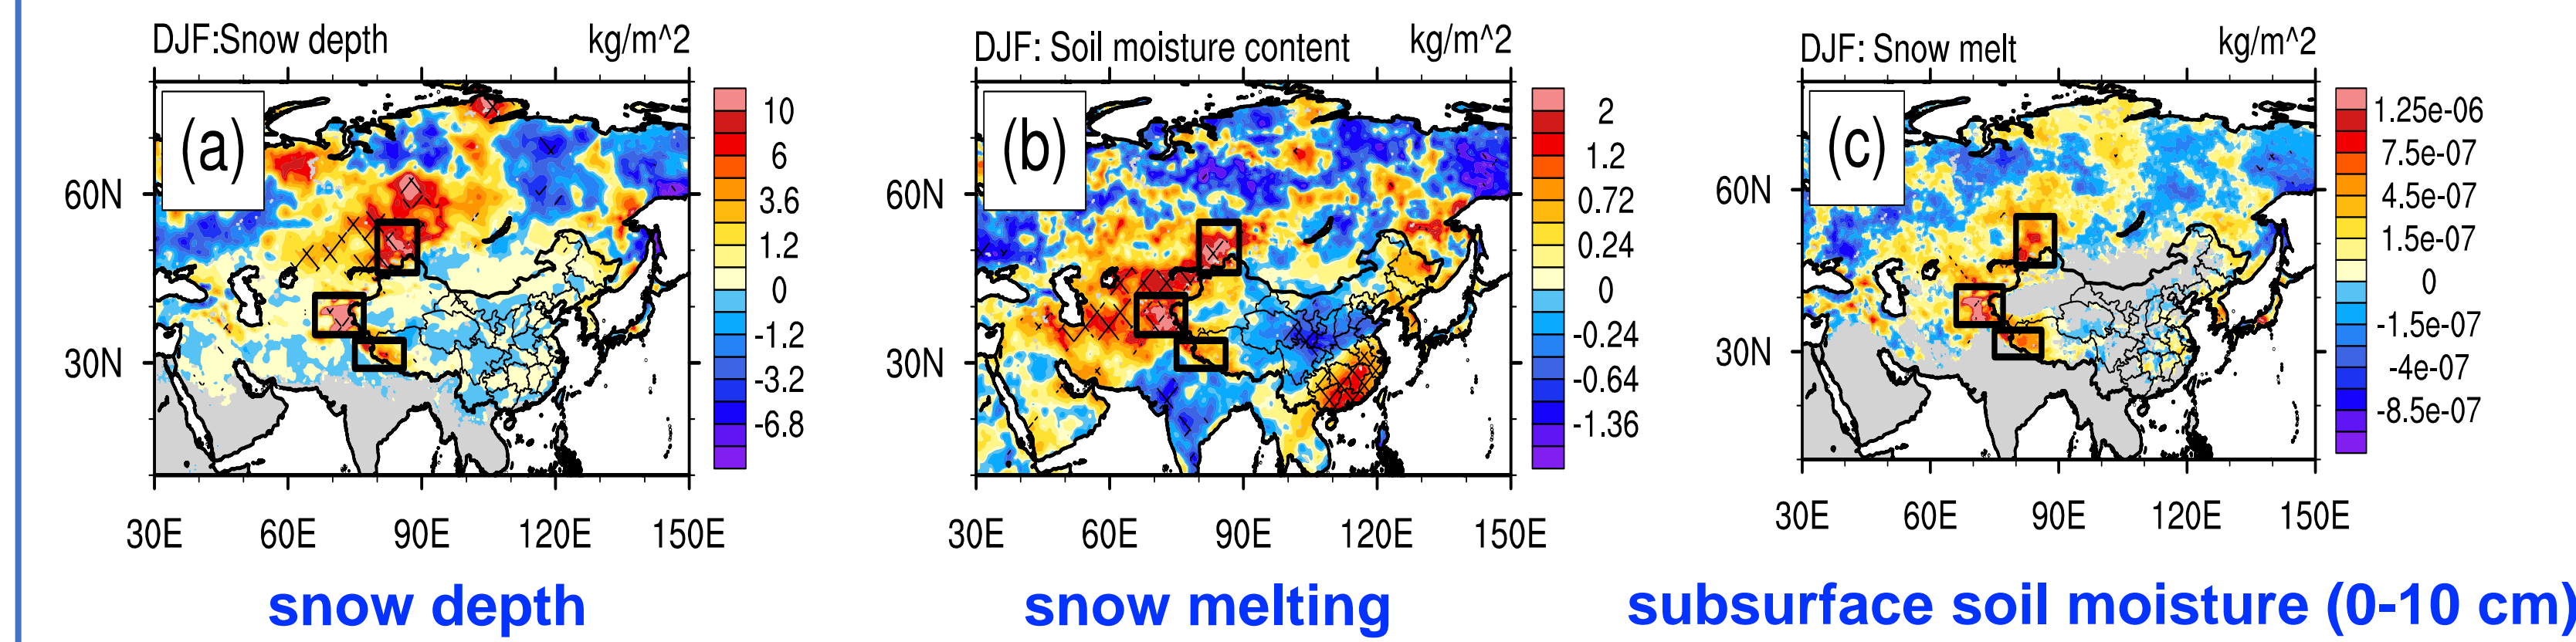 DJF:Snow depth kg/m^2
(a)
60N
30N
30E 60E 90E 120E 150E
10
6
3.6
1.2
0
-1.2
-3.2
-6.8
snow depth
DJF: Soil moisture content kg/m^2
(b)
60N
30N
30E 60E 90E 120E 150E
2
1.2
0.72
0.24
0
-0.24
-0.64
-1.36
snow melting
DJF: Snow melt kg/m^2
(c)
60N
30N
30E 60E 90E 120E 150E
1.25e-06
7.5e-07
4.5e-07
1.5e-07
0
-1.5e-07
-4e-07
-8.5e-07
subsurface soil moisture (0-10 cm)